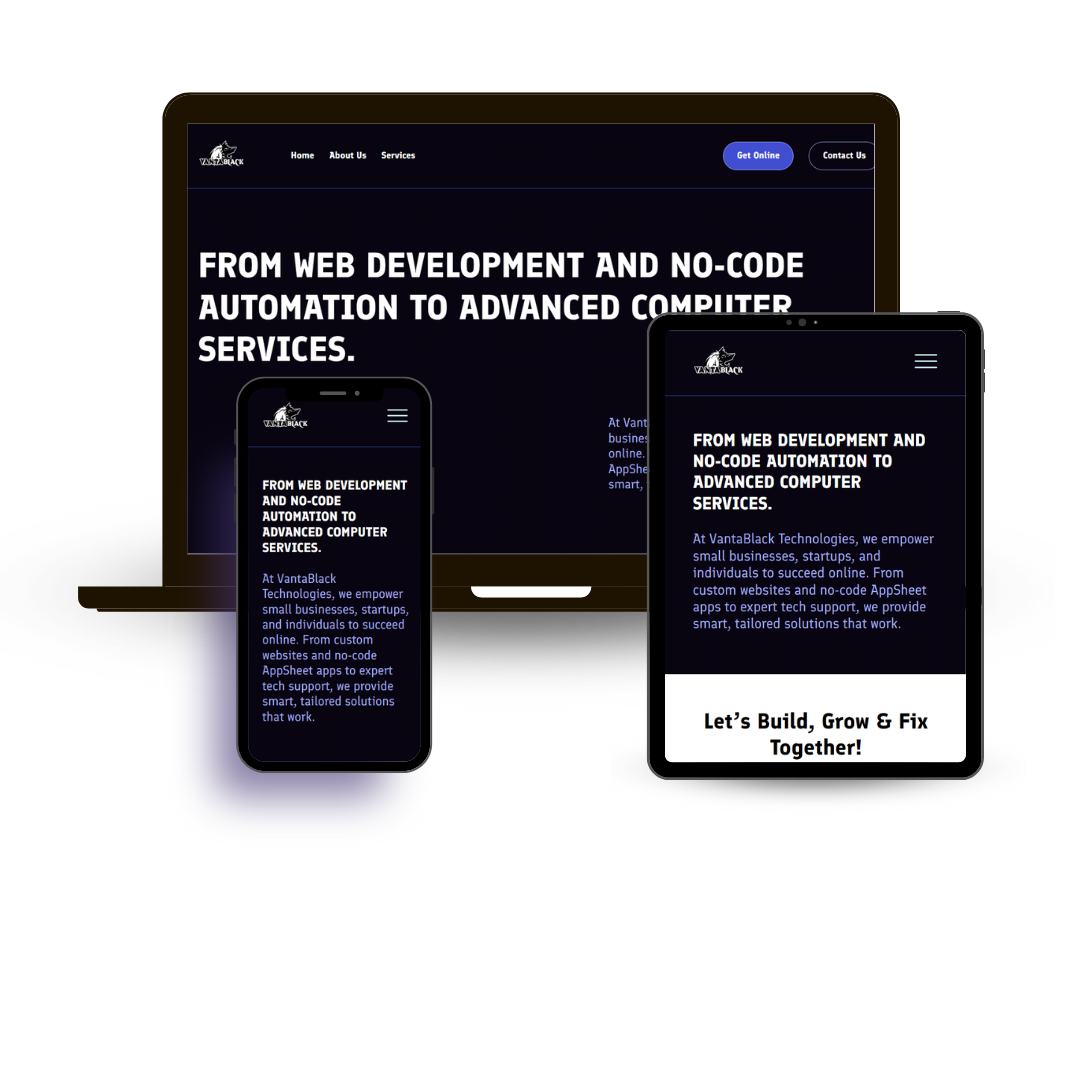 VANTABLACK
Home About Us Services
Get Online Contact Us
FROM WEB DEVELOPMENT AND NO-CODE
AUTOMATION TO ADVANCED COMPUTER
SERVICES.
At Vant
busines
online.
AppShe
smart,
VANTABLACK
FROM WEB DEVELOPMENT
AND NO-CODE
AUTOMATION TO
ADVANCED COMPUTER
SERVICES.
At VantaBlack
Technologies, we empower
small businesses, startups,
and individuals to succeed
online. From custom
websites and no-code
AppSheet apps to expert
tech support, we provide
smart, tailored solutions
that work.
VANTABLACK
FROM WEB DEVELOPMENT AND
NO-CODE AUTOMATION TO
ADVANCED COMPUTER
SERVICES.
At VantaBlack Technologies, we empower
small businesses, startups, and
individuals to succeed online. From
custom websites and no-code AppSheet
apps to expert tech support, we provide
smart, tailored solutions that work.
Let's Build, Grow & Fix
Together!